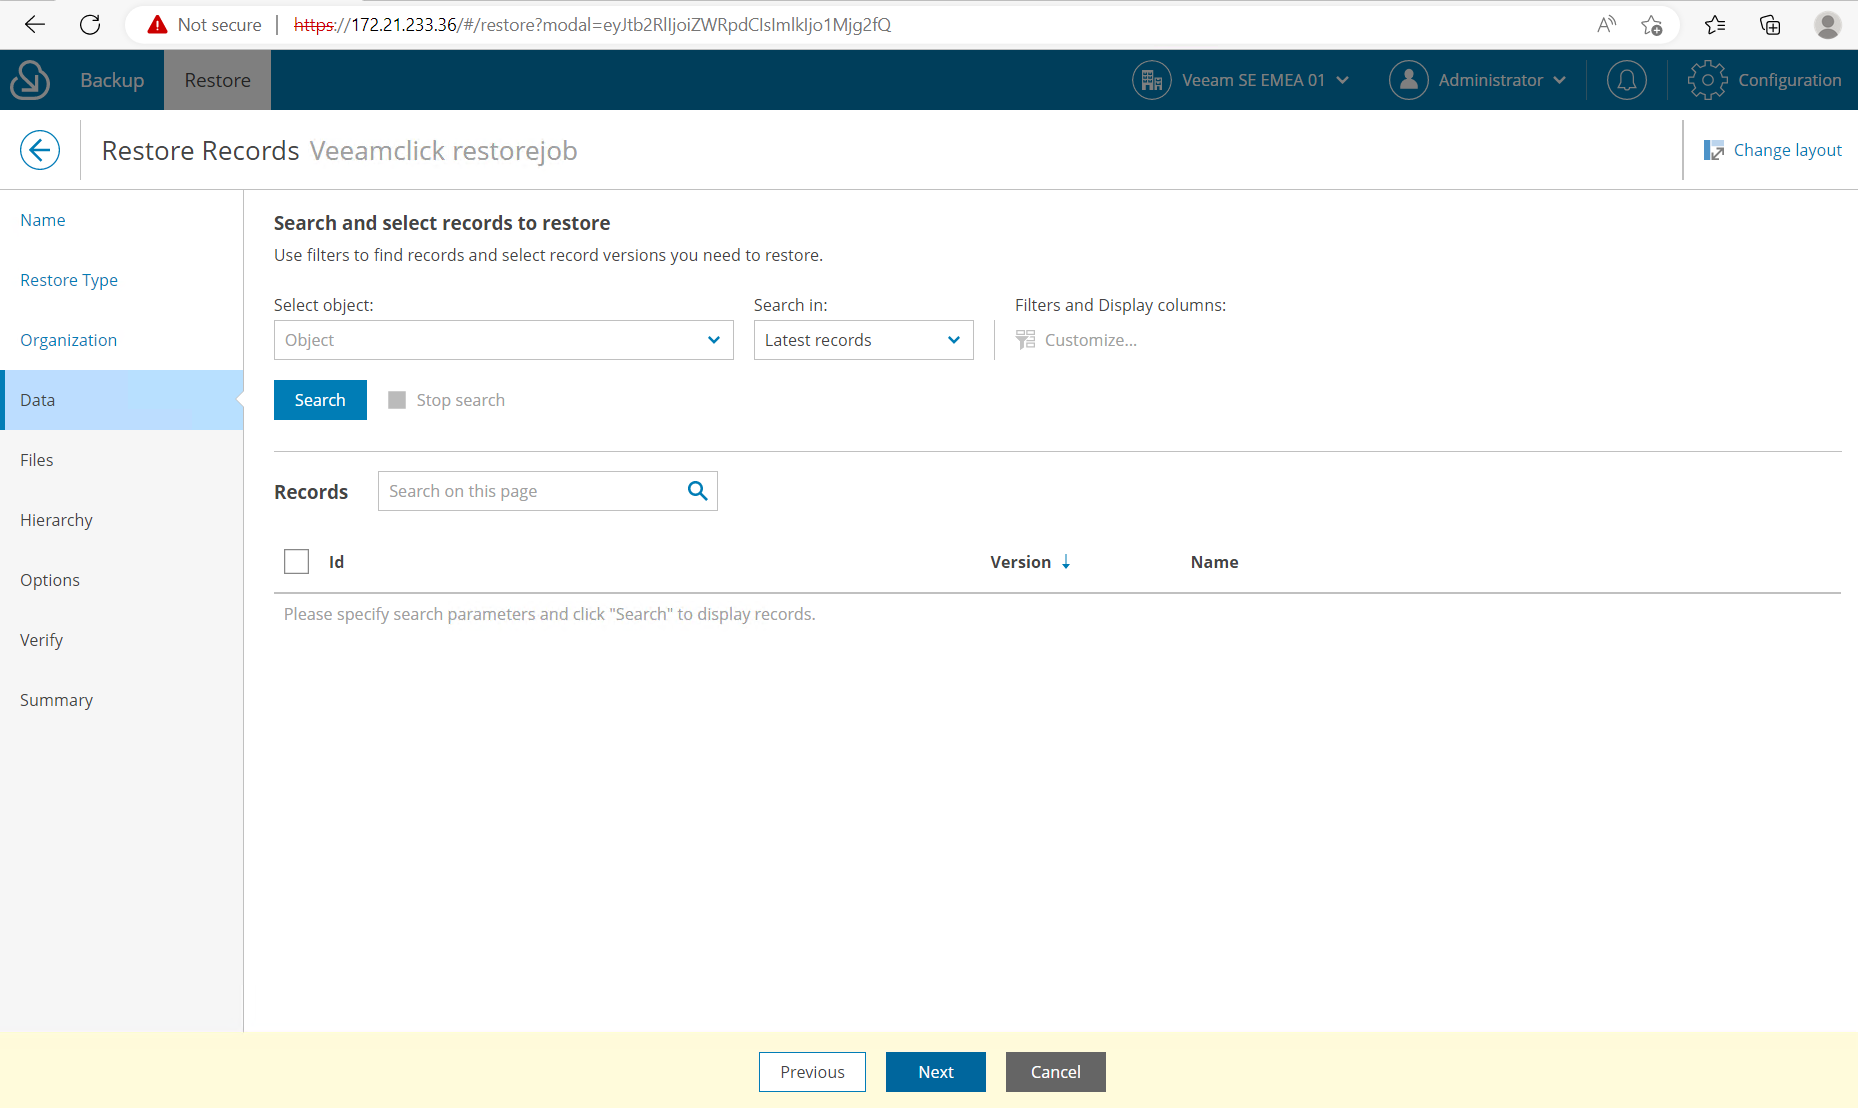 Not secure | https://172.21.233.36/#/restore?modal=eyJtb2RlIjoiZWRpdCIsImlkIjo1Mjg2fQ
Backup Restore Veeam SE EMEA 01 Administrator Configuration
Restore Records Veeamclick restorejob Change layout
Name
Restore Type
Organization
Data
Files
Hierarchy
Options
Verify
Summary
Search and select records to restore
Use filters to find records and select record versions you need to restore.
Select object: Search in: Filters and Display columns:
Object Latest records Customize...
Search Stop search
Records Search on this page
Id Version Name
Please specify search parameters and click "Search" to display records.
Previous Next Cancel